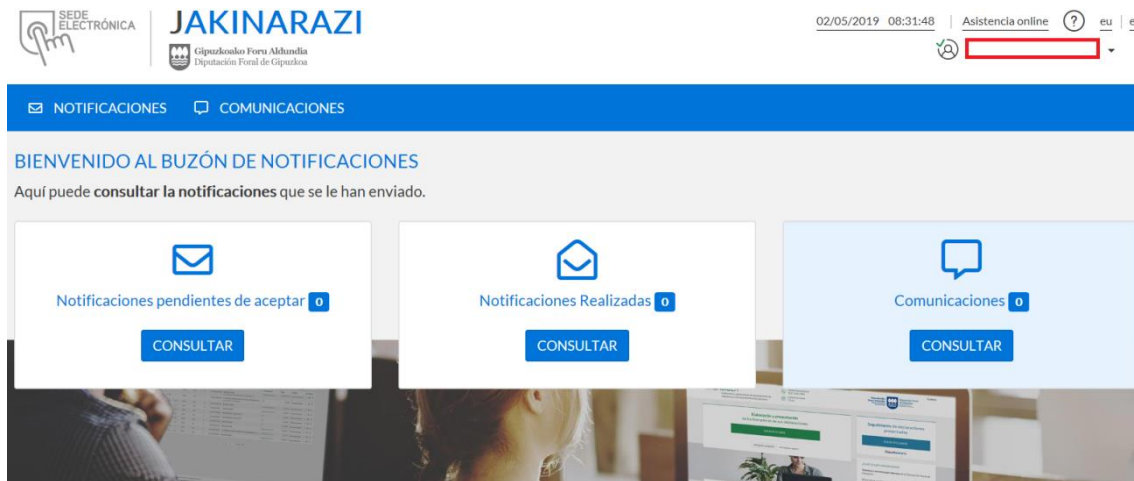 SEDE
ELECTRÓNICA
JAKINARAZI
Gipuzkoako Foru Aldundia
Diputación Foral de Gipuzkoa
02/05/2019 08:31:48 | Asistencia online ? eu |
NOTIFICACIONES COMUNICACIONES
BIENVENIDO AL BUZÓN DE NOTIFICACIONES
Aquí puede consultar la notificaciones que se le han enviado.
Notificaciones pendientes de aceptar 0
CONSULTAR
Notificaciones Realizadas 0
CONSULTAR
Comunicaciones 0
CONSULTAR